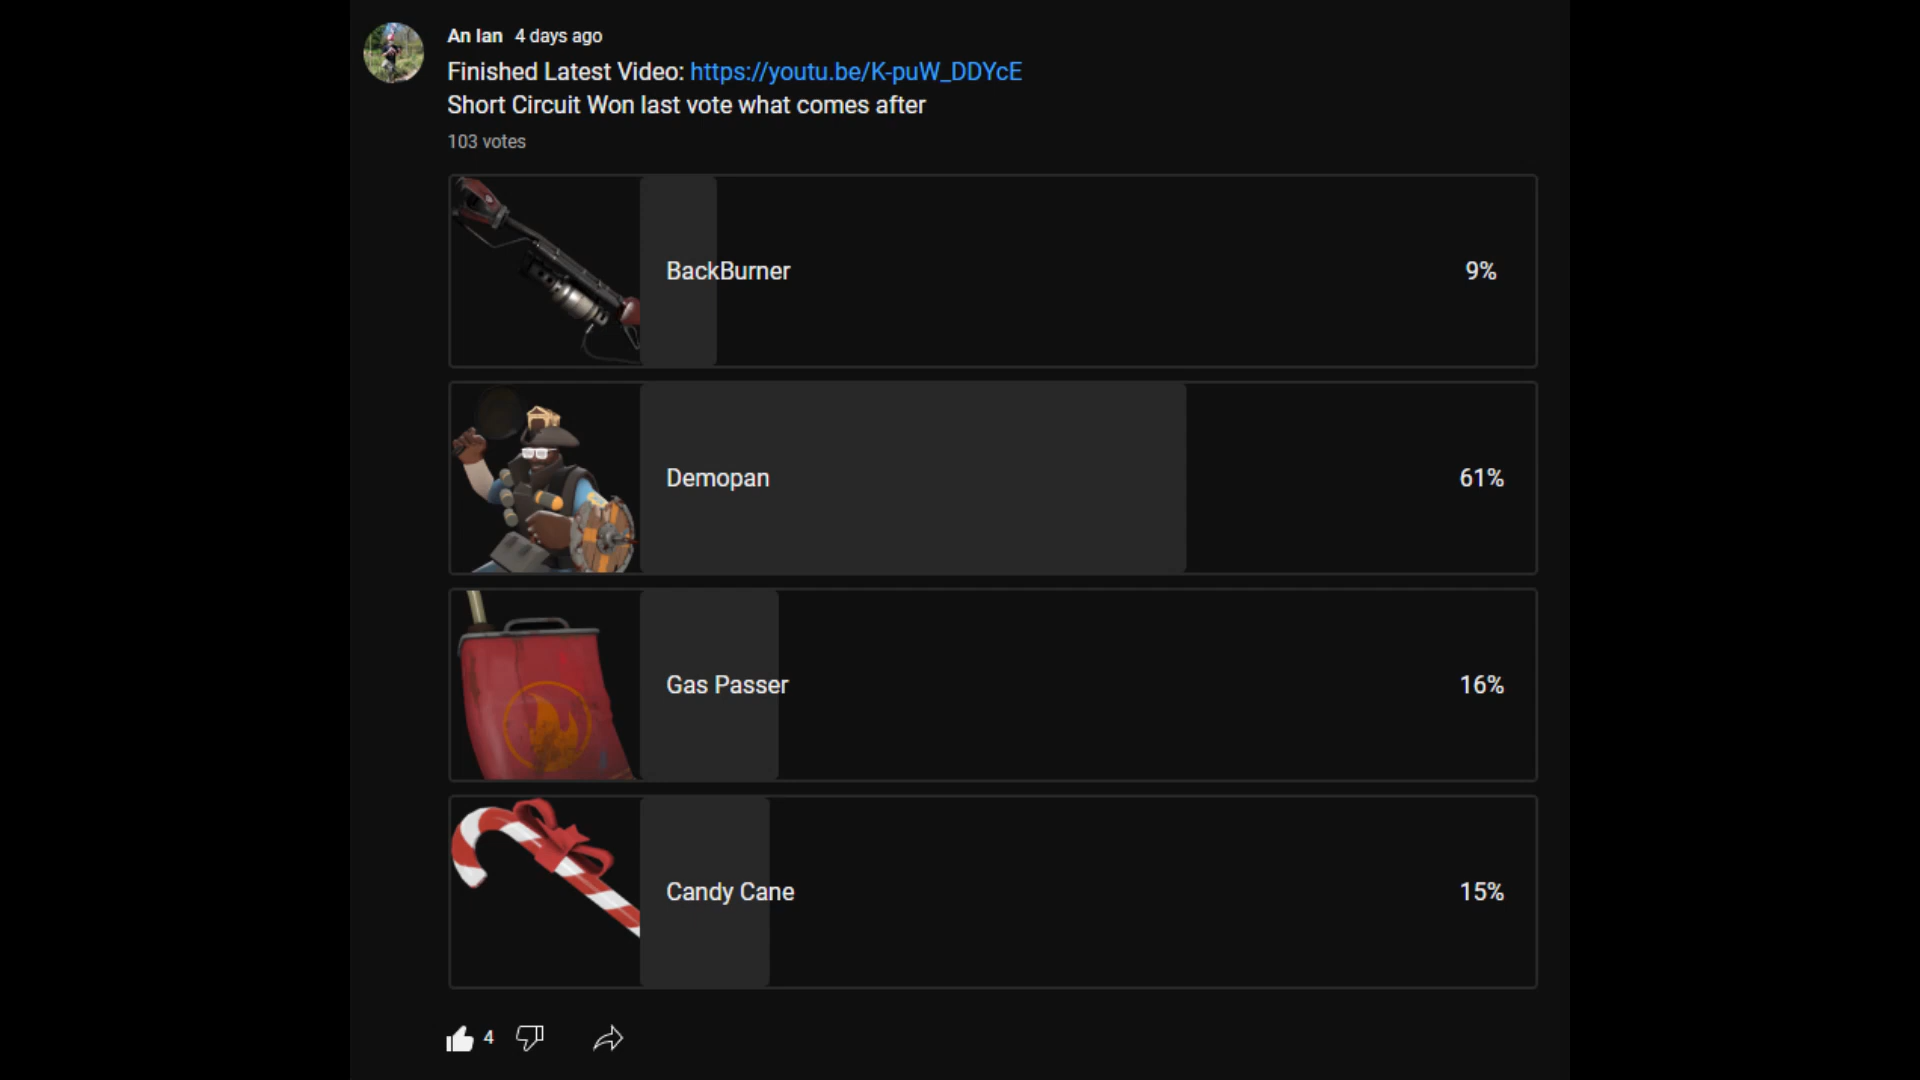 An Ian 4 days ago
Finished Latest Video: https://youtu.be/K-puW_DDYcE
Short Circuit Won last vote what comes after
103 votes
BackBurner 9%
Demopan 61%
Gas Passer 16%
Candy Cane 15%
4